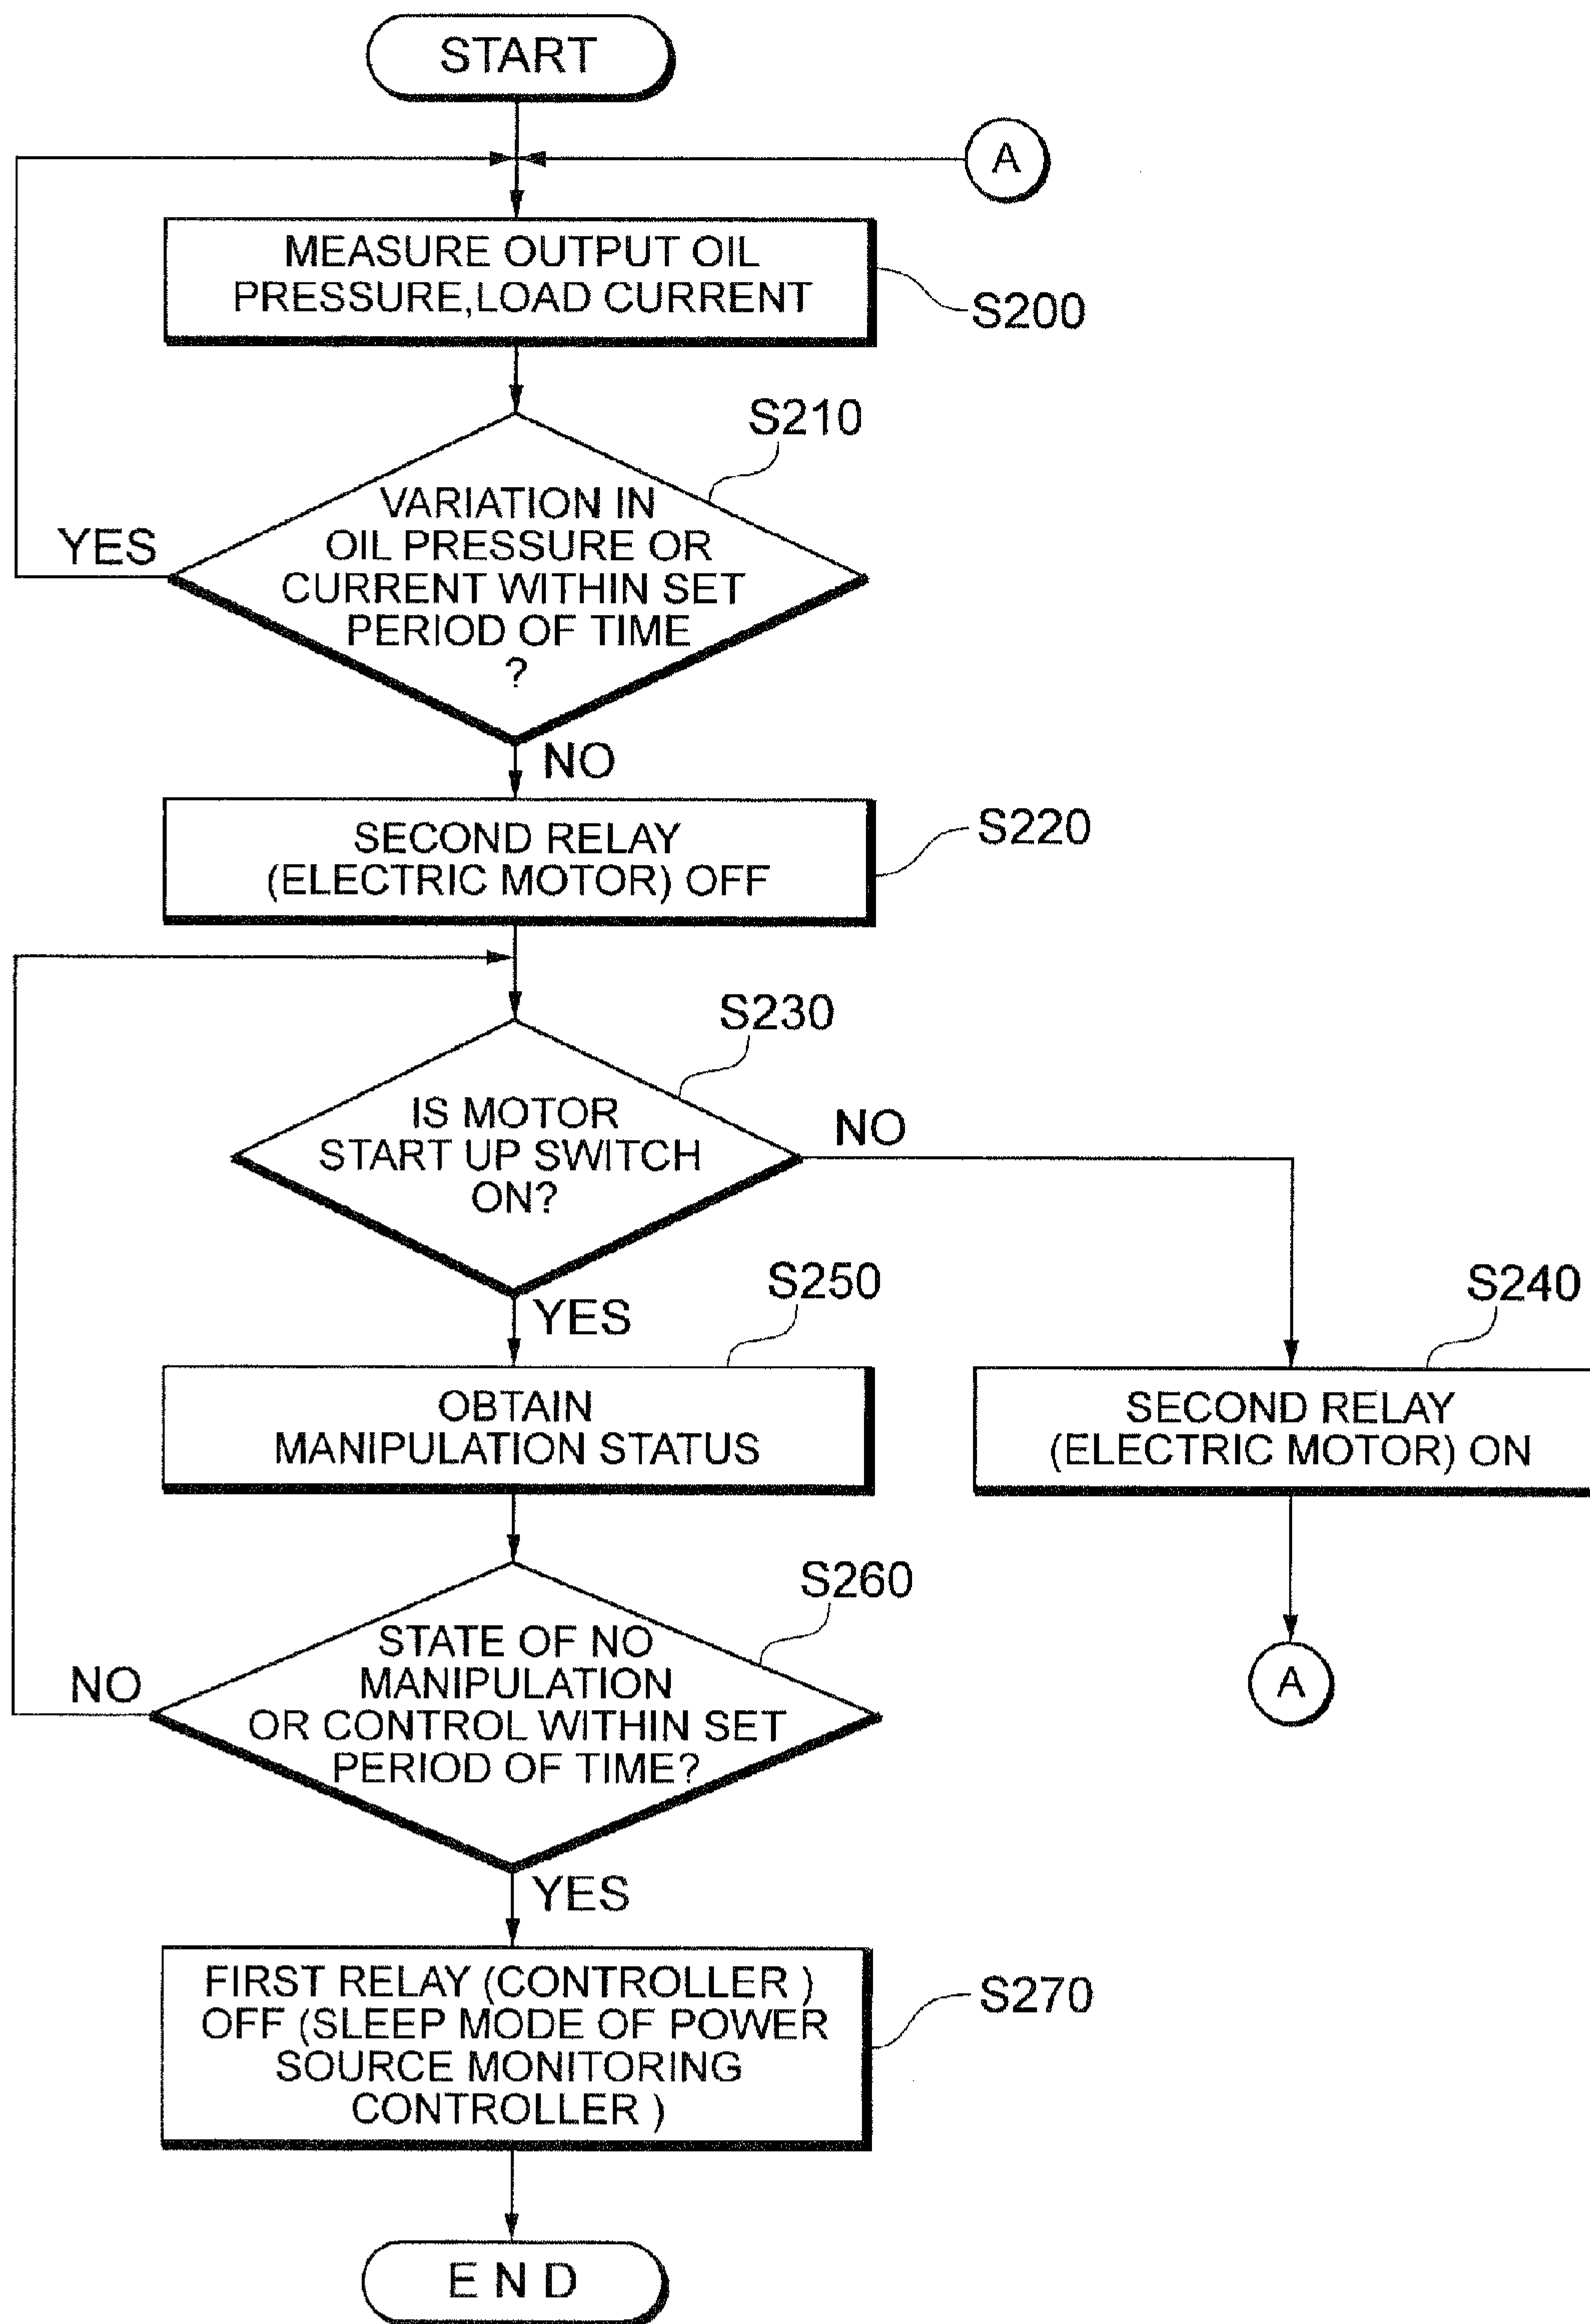 START
A
MEASURE OUTPUT OIL
PRESSURE,LOAD CURRENT
S200
S210
VARIATION IN
OIL PRESSURE OR
CURRENT WITHIN SET
PERIOD OF TIME
?
YES
NO
SECOND RELAY
(ELECTRIC MOTOR) OFF
S220
S230
IS MOTOR
START UP SWITCH
ON?
NO
YES
S250
OBTAIN
MANIPULATION STATUS
S240
SECOND RELAY
(ELECTRIC MOTOR) ON
A
S260
STATE OF NO
MANIPULATION
OR CONTROL WITHIN SET
PERIOD OF TIME?
NO
YES
FIRST RELAY (CONTROLLER )
OFF (SLEEP MODE OF POWER
SOURCE MONITORING
CONTROLLER )
S270
E N D